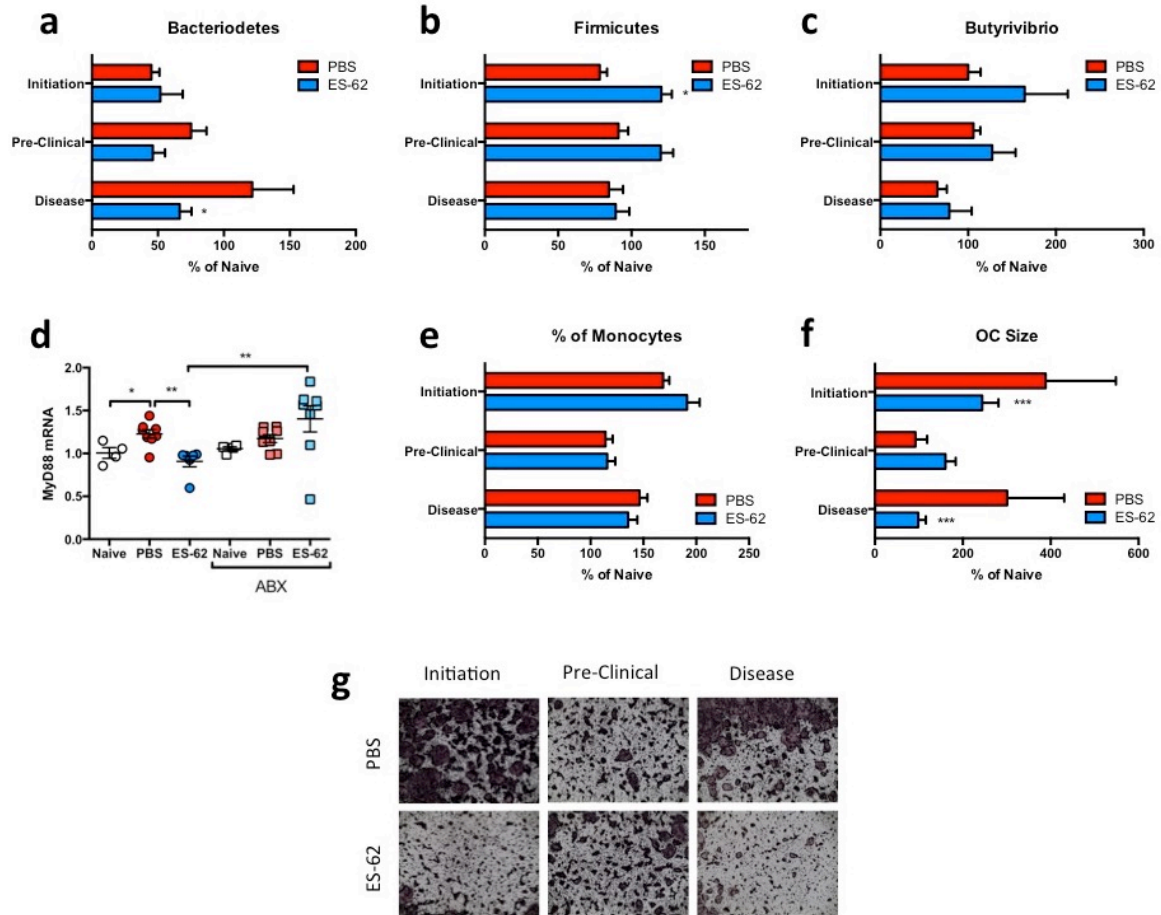 a
Bacteriodetes
PBS
ES-62
Initiation
Pre-Clinical
Disease
*
0 50 100 150 200
% of Naive
b
Firmicutes
PBS
ES-62
Initiation
*
Pre-Clinical
Disease
0 50 100 150
% of Naive
c
Butyrivibrio
PBS
ES-62
Initiation
Pre-Clinical
Disease
0 100 200 300
% of Naive
d
** 
* **
2.0
1.5
1.0
0.5
0.0
MyD88 mRNA
Naive PBS ES-62 Naive PBS ES-62
ABX
e
% of Monocytes
Initiation
Pre-Clinical
Disease
PBS
ES-62
0 50 100 150 200 250
% of Naive
f
OC Size
Initiation
***
Pre-Clinical
Disease
PBS
ES-62
***
0 200 400 600
% of Naive
g
Initiation Pre-Clinical Disease
PBS
ES-62